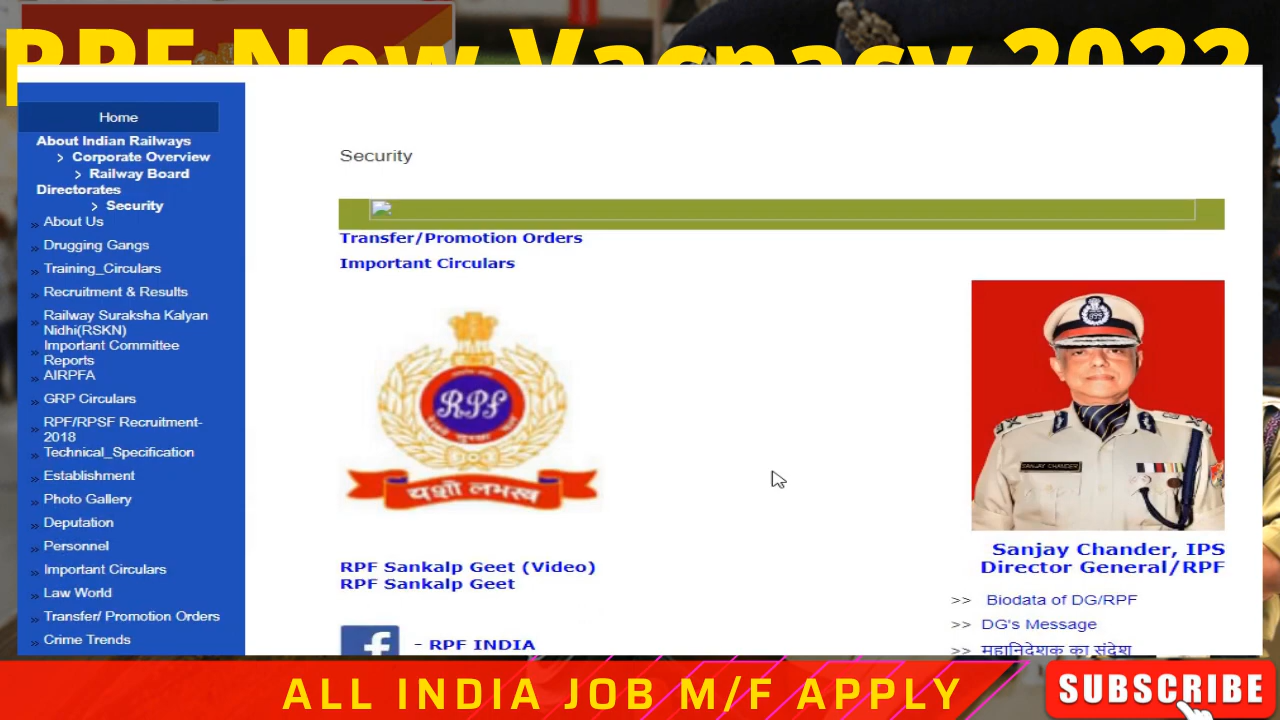 RPF New Vacnacy 2022
Home
About Indian Railways
> Corporate Overview
> Railway Board
Directorates
> Security
» About Us
» Drugging Gangs
» Training_Circulars
» Recruitment & Results
» Railway Suraksha Kalyan
Nidhi(RSKN)
» Important Committee
Reports
» AIRPFA
» GRP Circulars
» RPF/RPSF Recruitment-
2018
» Technical_Specification
» Establishment
» Photo Gallery
» Deputation
» Personnel
» Important Circulars
» Law World
» Transfer/ Promotion Orders
» Crime Trends
Security
Transfer/Promotion Orders
Important Circulars
RPF
यशो लभस्व
RPF Sankalp Geet (Video)
RPF Sankalp Geet
f - RPF INDIA
SANJAY CHANDER
Sanjay Chander, IPS
Director General/RPF
>> Biodata of DG/RPF
>> DG's Message
>> महानिदेशक का संदेश
ALL INDIA JOB M/F APPLY
SUBSCRIBE